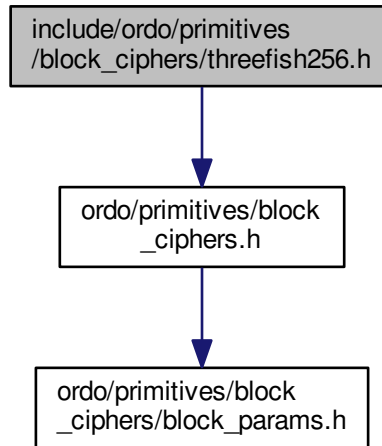 include/ordo/primitives
/block_ciphers/threefish256.h
ordo/primitives/block
_ciphers.h
ordo/primitives/block
_ciphers/block_params.h